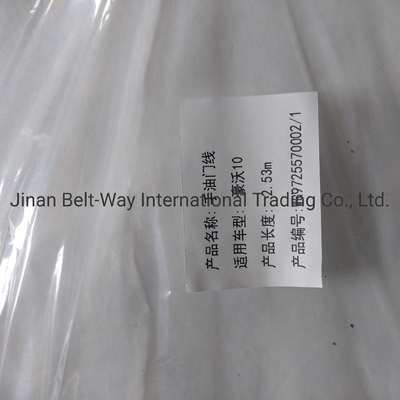 Jinan Belt-Way International Trading Co., Ltd.
产品名称: 手油门线
适用车型: 豪沃10
产品长度: 2.53m
产品编号: WG9725570002/1